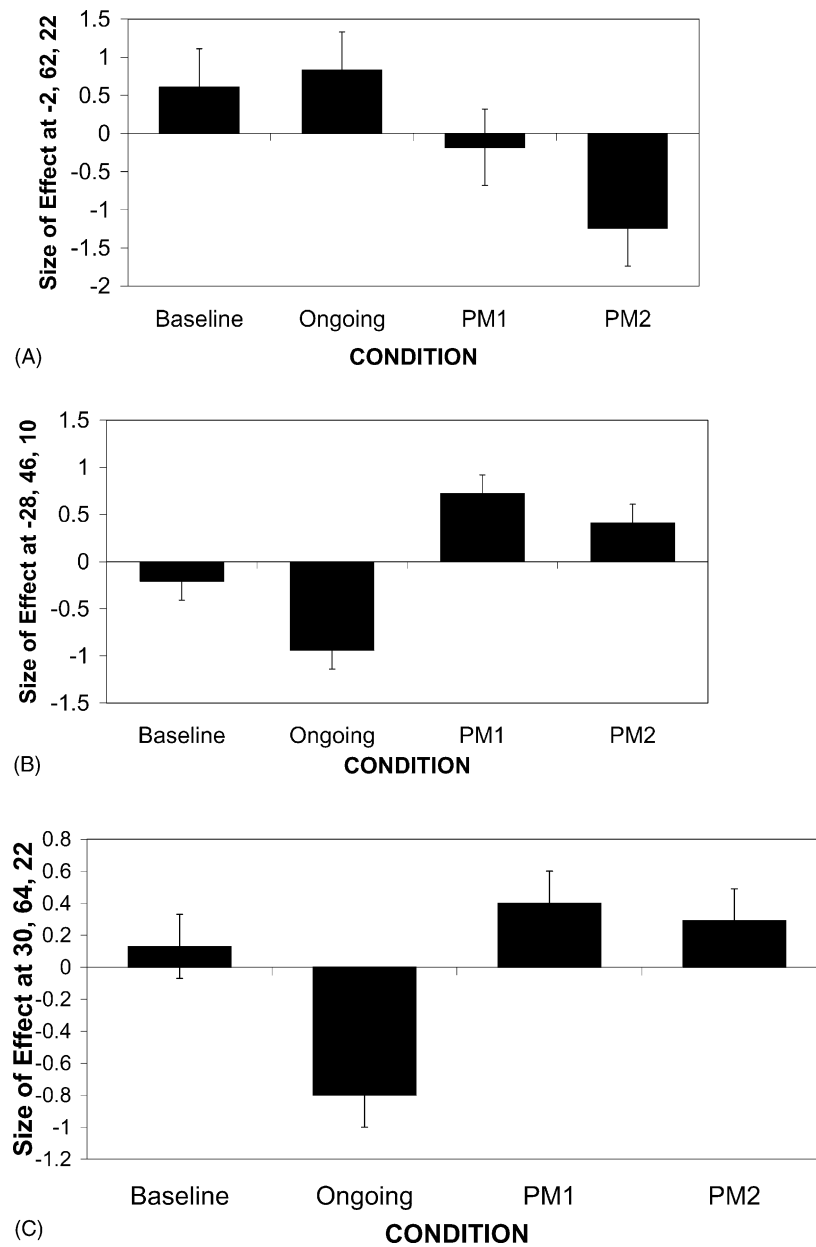 Size of Effect at -2, 62, 22
1.5
1
0.5
0
-0.5
-1
-1.5
-2
Baseline Ongoing PM1 PM2
(A) CONDITION
Size of Effect at -28, 46, 10
1.5
1
0.5
0
-0.5
-1
-1.5
Baseline Ongoing PM1 PM2
(B) CONDITION
Size of Effect at 30, 64, 22
0.8
0.6
0.4
0.2
0
-0.2
-0.4
-0.6
-0.8
-1
-1.2
Baseline Ongoing PM1 PM2
(C) CONDITION